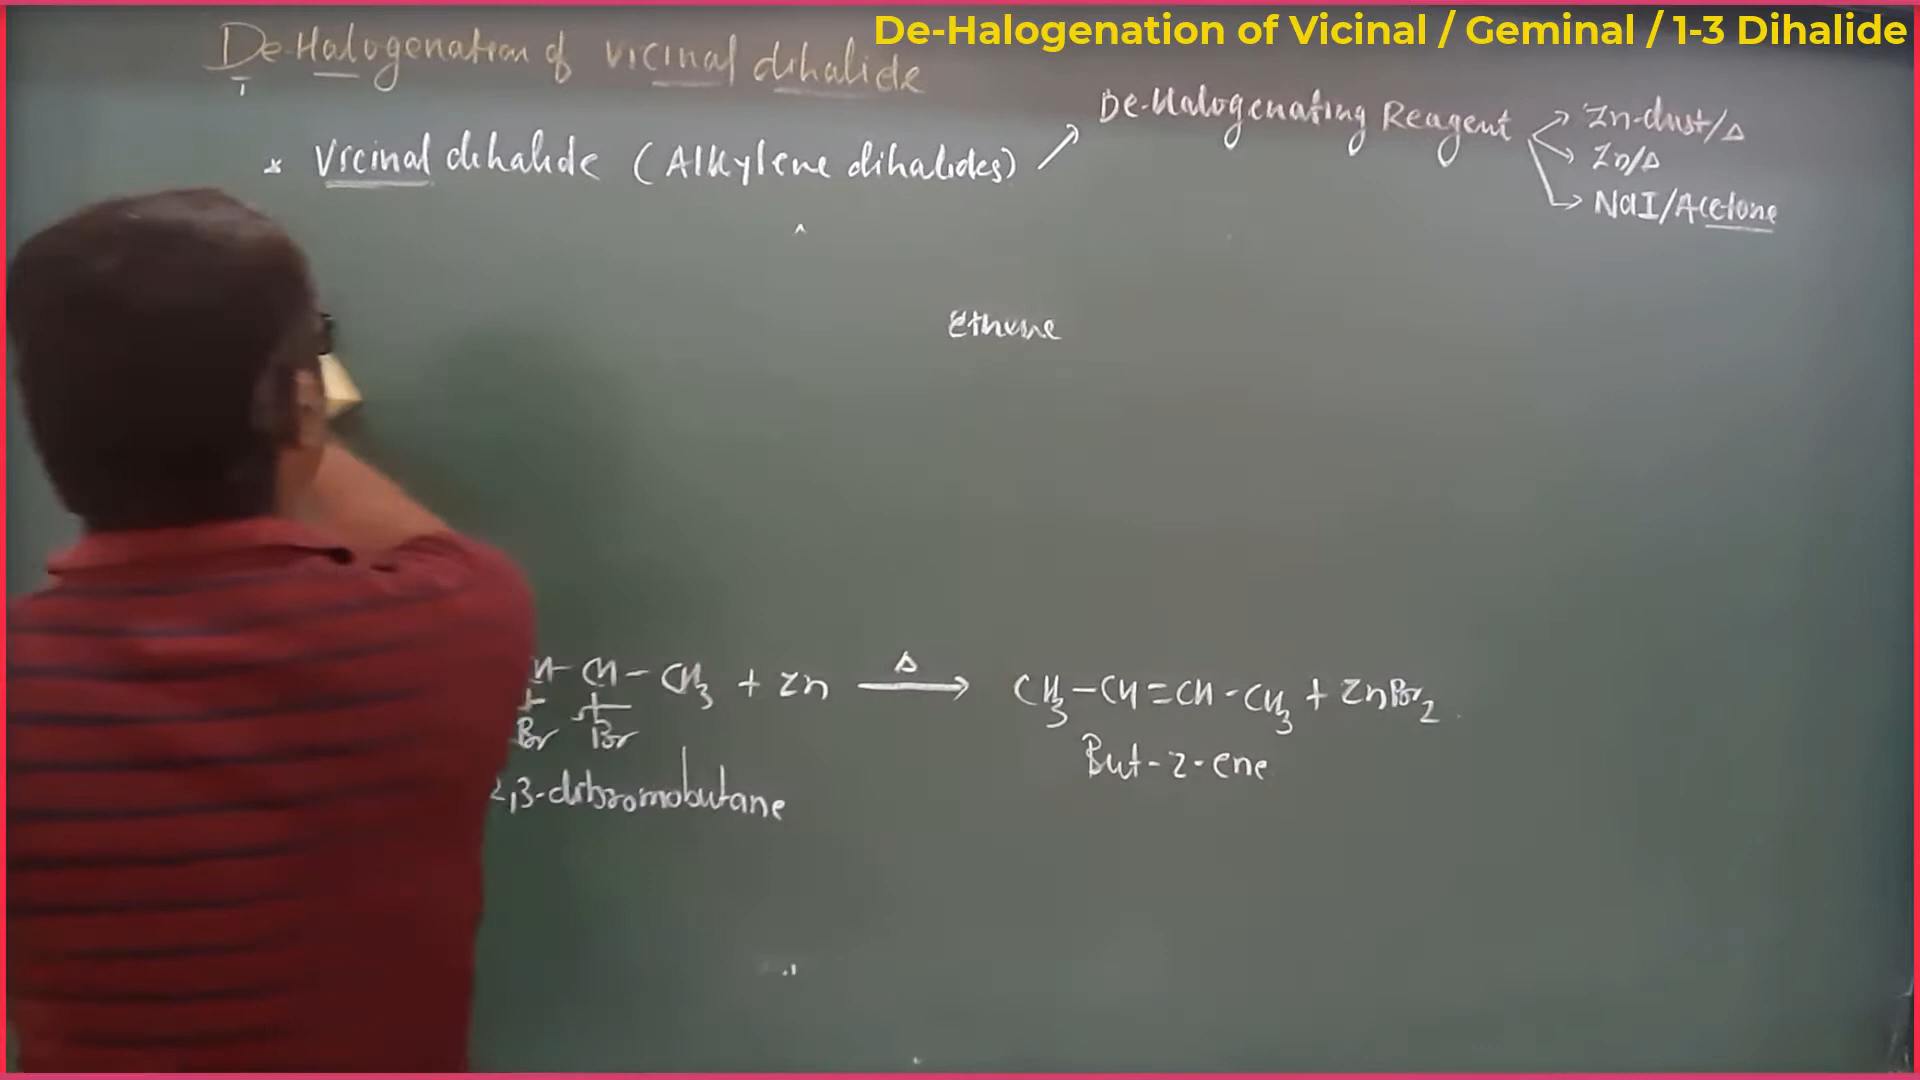 De-Halogenation of Vicinal / Geminal / 1-3 Dihalide
De-Halogenation of vicinal dihalide
De-Halogenating Reagent
Zn-dust/Δ
Zn/Δ
NaI/Acetone
* Vicinal dihalide (Alkylene dihalides)
Ethene
CH-CH-CH3 + Zn Δ CH3-CH=CH-CH3 + ZnBr2
Br Br
But-2-ene
2,3-dibromobutane